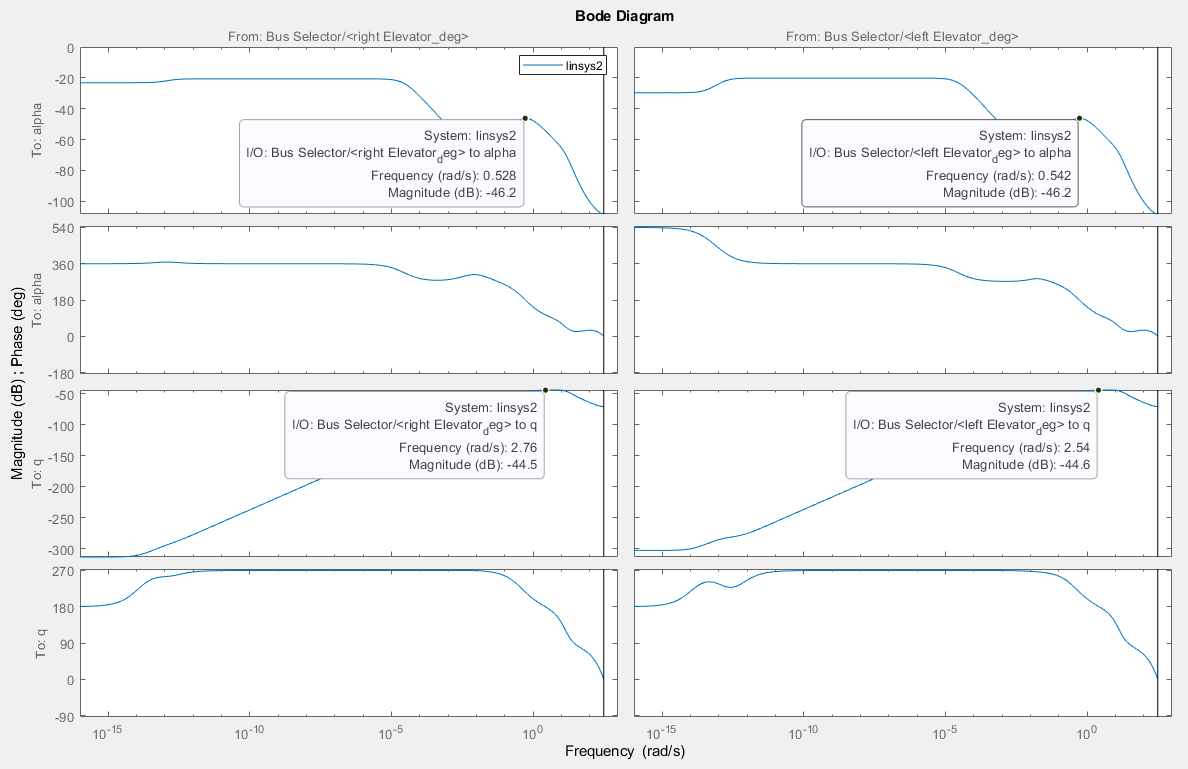 Bode Diagram
From: Bus Selector/<right Elevator_deg>
From: Bus Selector/<left Elevator_deg>
Magnitude (dB) ; Phase (deg)
To: alpha
0
-20
-40
-60
-80
-100
linsys2
System: linsys2
I/O: Bus Selector/<right Elevatordeg> to alpha
Frequency (rad/s): 0.528
Magnitude (dB): -46.2
System: linsys2
I/O: Bus Selector/<left Elevatordeg> to alpha
Frequency (rad/s): 0.542
Magnitude (dB): -46.2
To: alpha
540
360
180
0
-180
To: q
-50
-100
-150
-200
-250
-300
System: linsys2
I/O: Bus Selector/<right Elevatordeg> to q
Frequency (rad/s): 2.76
Magnitude (dB): -44.5
System: linsys2
I/O: Bus Selector/<left Elevatordeg> to q
Frequency (rad/s): 2.54
Magnitude (dB): -44.6
To: q
270
180
90
0
-90
10-15 10-10 10-5 100
10-15 10-10 10-5 100
Frequency (rad/s)